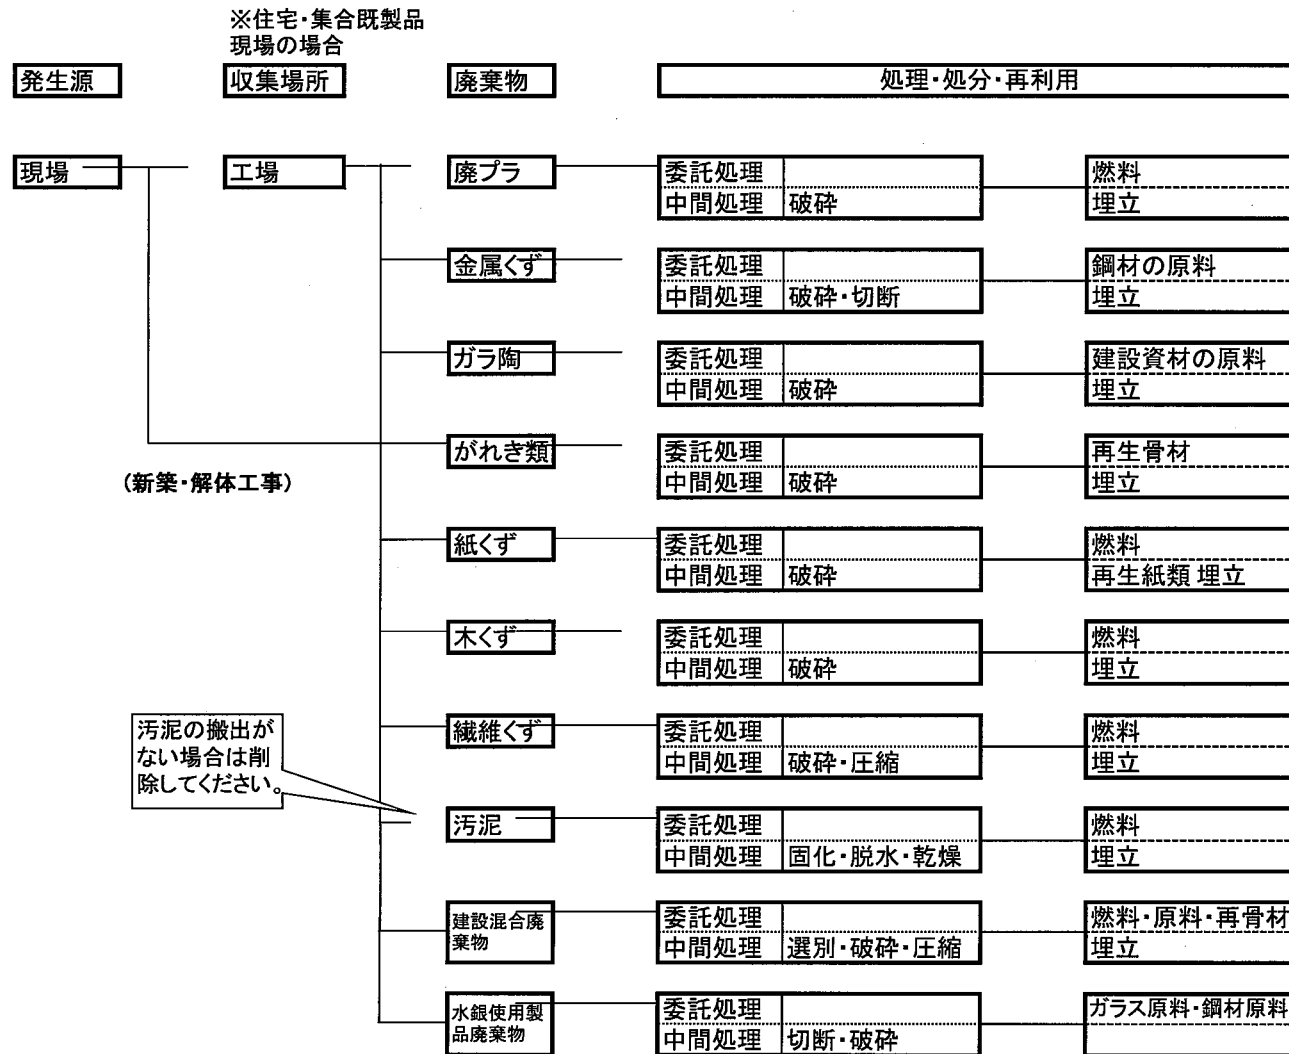 ※住宅・集合既製品
現場の場合
発生源 収集場所 廃棄物 処理・処分・再利用
現場 工場 廃プラ 委託処理 燃料
中間処理 破砕 埋立
金属くず 委託処理 鋼材の原料
中間処理 破砕・切断 埋立
ガラ陶 委託処理 建設資材の原料
中間処理 破砕 埋立
がれき類 委託処理 再生骨材
(新築・解体工事) 中間処理 破砕 埋立
紙くず 委託処理 燃料
中間処理 破砕 再生紙類 埋立
木くず 委託処理 燃料
中間処理 破砕 埋立
汚泥の搬出が
ない場合は削
除してください。
繊維くず 委託処理 燃料
中間処理 破砕・圧縮 埋立
汚泥 委託処理 燃料
中間処理 固化・脱水・乾燥 埋立
建設混合廃
棄物
委託処理 燃料・原料・再骨材
中間処理 選別・破砕・圧縮 埋立
水銀使用製
品廃棄物
委託処理 ガラス原料・鋼材原料
中間処理 切断・破砕